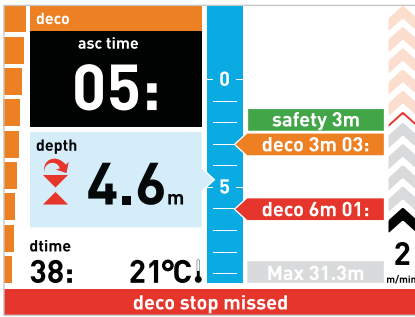 deco
asc time
05:
depth
4.6m
dtime
38: 21°C
0
5
safety 3m
deco 3m 03:
deco 6m 01:
Max 31.3m
2
m/min
deco stop missed